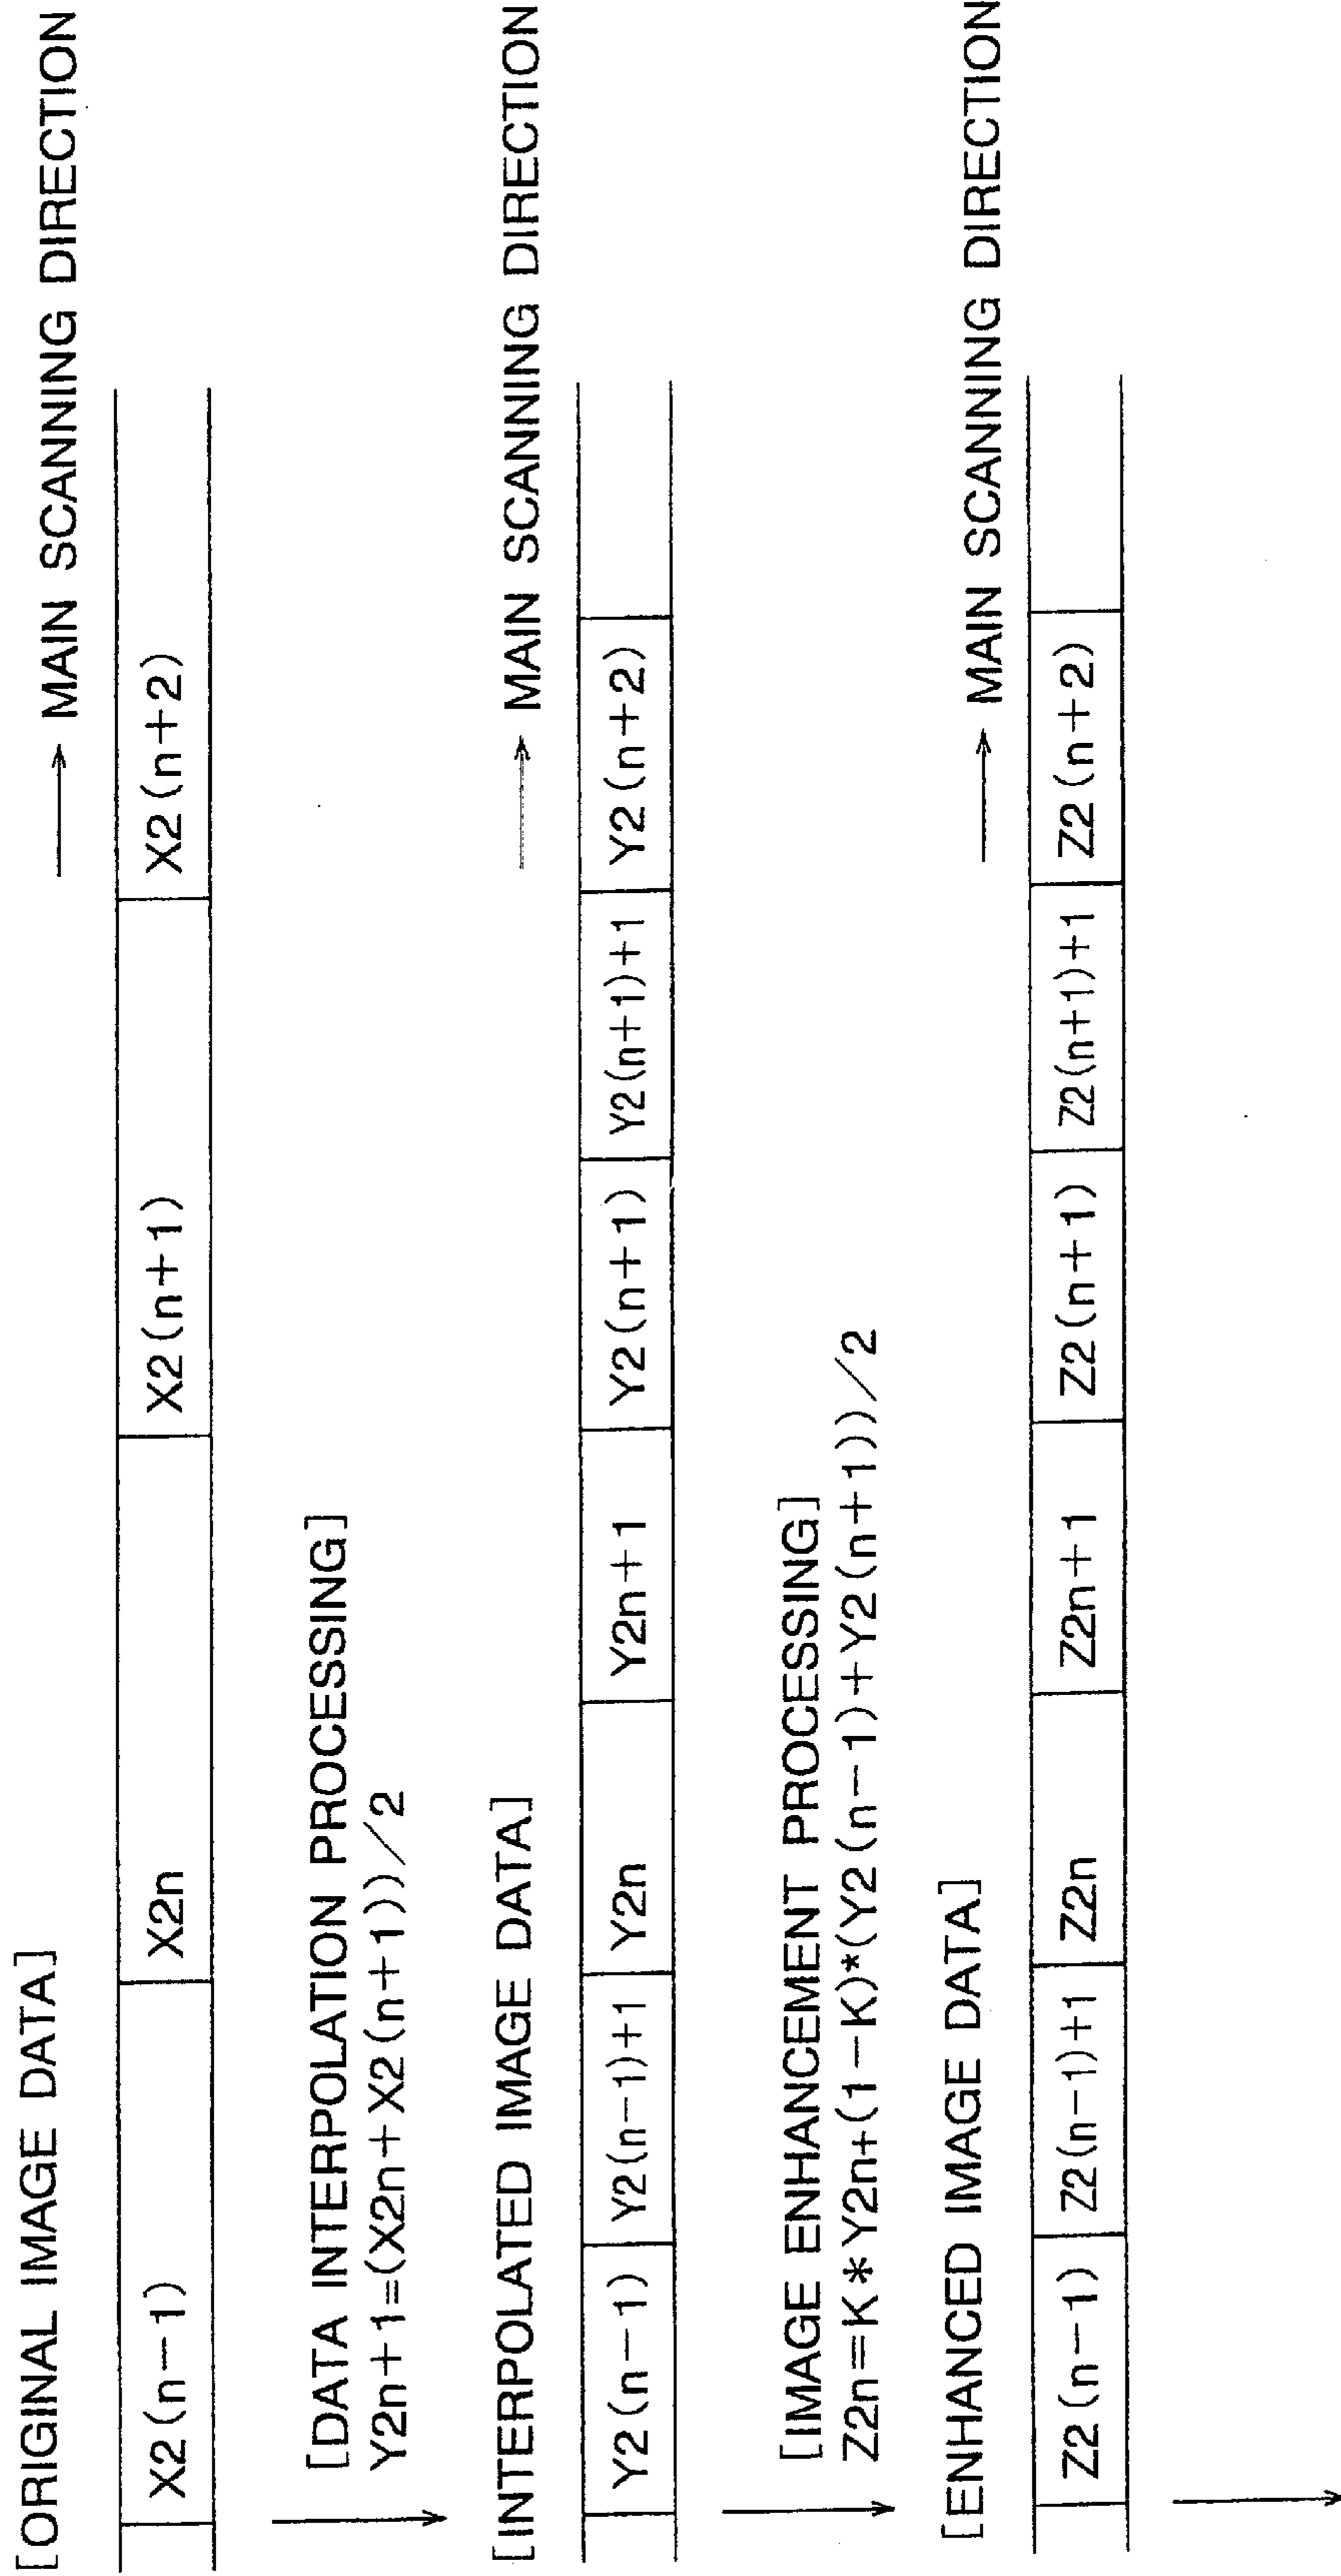 [ORIGINAL IMAGE DATA]
→ MAIN SCANNING DIRECTION
X2(n−1) X2n X2(n+1) X2(n+2)
[DATA INTERPOLATION PROCESSING]
Y2n+1=(X2n+X2(n+1))/2
[INTERPOLATED IMAGE DATA]
→ MAIN SCANNING DIRECTION
Y2(n−1) Y2(n−1)+1 Y2n Y2n+1 Y2(n+1) Y2(n+1)+1 Y2(n+2)
[IMAGE ENHANCEMENT PROCESSING]
Z2n=K*Y2n+(1−K)*(Y2(n−1)+Y2(n+1))/2
[ENHANCED IMAGE DATA]
→ MAIN SCANNING DIRECTION
Z2(n−1) Z2(n−1)+1 Z2n Z2n+1 Z2(n+1) Z2(n+1)+1 Z2(n+2)